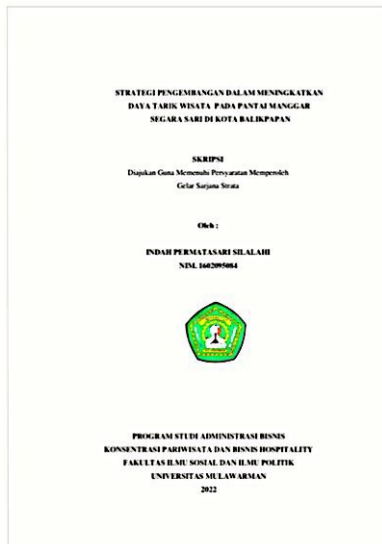 STRATEGI PENGEMBANGAN DALAM MENINGKATKAN
DAYA TARIK WISATA PADA PANTAI MANGGAR
SEGARA SARI DI KOTA BALIKPAPAN
SKRIPSI
Diajukan Guna Memenuhi Persyaratan Memperoleh
Gelar Sarjana Strata
Oleh :
INDAH PERMATASARI SILALAHI
NIM. 1602095084
PROGRAM STUDI ADMINISTRASI BISNIS
KONSENTRASI PARIWISATA DAN BISNIS HOSPITALITY
FAKULTAS ILMU SOSIAL DAN ILMU POLITIK
UNIVERSITAS MULAWARMAN
2022